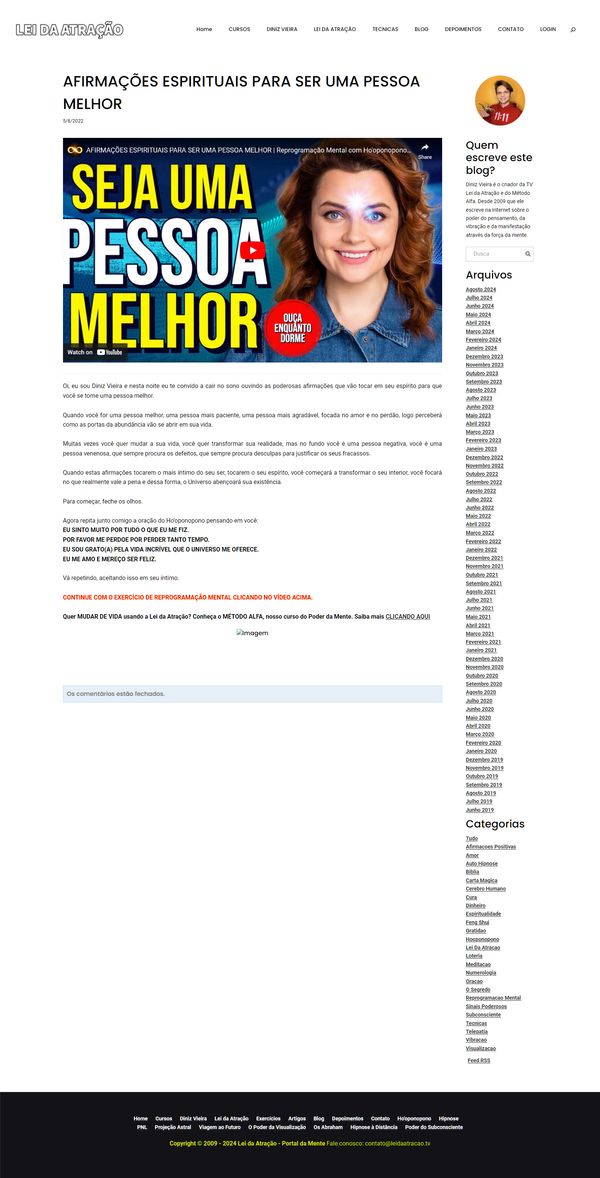 LEI DA ATRAÇÃO
Home CURSOS DINIZ VIEIRA LEI DA ATRAÇÃO TECNICAS BLOG DEPOIMENTOS CONTATO LOGIN
AFIRMAÇÕES ESPIRITUAIS PARA SER UMA PESSOA
MELHOR
5/8/2022
AFIRMAÇÕES ESPIRITUAIS PARA SER UMA PESSOA MELHOR | Reprogramação Mental com Ho'oponopono...
Share
SEJA UMA
PESSOA
MELHOR
OUÇA
ENQUANTO
DORME
Watch on YouTube
Oi, eu sou Diniz Vieira e nesta noite eu te convido a cair no sono ouvindo as poderosas afirmações que vão tocar em seu espírito para que
você se torne uma pessoa melhor.
Quando você for uma pessoa melhor, uma pessoa mais paciente, uma pessoa mais agradável, focada no amor e no perdão, logo perceberá
como as portas da abundância vão se abrir em sua vida.
Muitas vezes você quer mudar a sua vida, você quer transformar sua realidade, mas no fundo você é uma pessoa negativa, você é uma
pessoa venenosa, que sempre procura os defeitos, que sempre procura desculpas para justificar os seus fracassos.
Quando estas afirmações tocarem o mais íntimo do seu ser, tocarem o seu espírito, você começará a transformar o seu interior, você focará
no que realmente vale a pena e dessa forma, o Universo abençoará sua existência.
Para começar, feche os olhos.
Agora repita junto comigo a oração do Ho'oponopono pensando em você:
EU SINTO MUITO POR TUDO O QUE EU ME FIZ.
POR FAVOR ME PERDOE POR PERDER TANTO TEMPO.
EU SOU GRATO(A) PELA VIDA INCRÍVEL QUE O UNIVERSO ME OFERECE.
EU ME AMO E MEREÇO SER FELIZ.
Vá repetindo, aceitando isso em seu íntimo.
CONTINUE COM O EXERCÍCIO DE REPROGRAMAÇÃO MENTAL CLICANDO NO VÍDEO ACIMA.
Quer MUDAR DE VIDA usando a Lei da Atração? Conheça o MÉTODO ALFA, nosso curso do Poder da Mente. Saiba mais CLICANDO AQUI
Imagem
Os comentários estão fechados.
11:11
Quem
escreve este
blog?
Diniz Vieira é o criador da TV
Lei da Atração e do Método
Alfa. Desde 2009 que ele
escreve na Internet sobre o
poder do pensamento, da
vibração e da manifestação
através da força da mente.
Busca
Arquivos
Agosto 2024
Julho 2024
Junho 2024
Maio 2024
Abril 2024
Março 2024
Fevereiro 2024
Janeiro 2024
Dezembro 2023
Novembro 2023
Outubro 2023
Setembro 2023
Agosto 2023
Julho 2023
Junho 2023
Maio 2023
Abril 2023
Março 2023
Fevereiro 2023
Janeiro 2023
Dezembro 2022
Novembro 2022
Outubro 2022
Setembro 2022
Agosto 2022
Julho 2022
Junho 2022
Maio 2022
Abril 2022
Março 2022
Fevereiro 2022
Janeiro 2022
Dezembro 2021
Novembro 2021
Outubro 2021
Setembro 2021
Agosto 2021
Julho 2021
Junho 2021
Maio 2021
Abril 2021
Março 2021
Fevereiro 2021
Janeiro 2021
Dezembro 2020
Novembro 2020
Outubro 2020
Setembro 2020
Agosto 2020
Julho 2020
Junho 2020
Maio 2020
Abril 2020
Março 2020
Fevereiro 2020
Janeiro 2020
Dezembro 2019
Novembro 2019
Outubro 2019
Setembro 2019
Agosto 2019
Julho 2019
Junho 2019
Categorias
Tudo
Afirmacoes Positivas
Amor
Auto Hipnose
Biblia
Carta Magica
Cerebro Humano
Cura
Dinheiro
Espiritualidade
Feng Shui
Gratidao
Hooponopono
Lei Da Atracao
Loteria
Meditacao
Numerologia
Oracao
O Segredo
Reprogramacao Mental
Sinais Poderosos
Subconsciente
Tecnicas
Telepatia
Vibracao
Visualizacao
Feed RSS
Home Cursos Diniz Vieira Lei da Atração Exercícios Artigos Blog Depoimentos Contato Ho'oponopono Hipnose
PNL Projeção Astral Viagem ao Futuro O Poder da Visualização Os Abraham Hipnose à Distância Poder do Subconsciente
Copyright © 2009 - 2024 Lei da Atração - Portal da Mente Fale conosco: contato@leidaatracao.tv